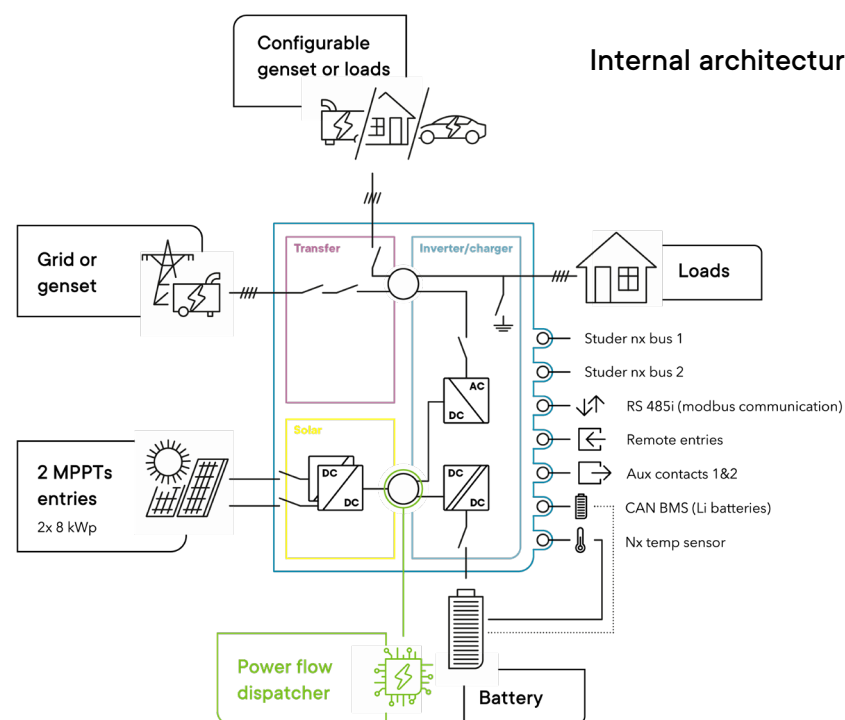 Configurable
genset or loads
Internal architectur
Grid or
genset
Transfer
Inverter/charger
Loads
Studer nx bus 1
Studer nx bus 2
AC
DC
RS 485i (modbus communication)
Remote entries
Solar
2 MPPTs
entries
2x 8 kWp
DC
DC
DC
DC
Aux contacts 1&2
CAN BMS (Li batteries)
Nx temp sensor
Power flow
dispatcher
Battery